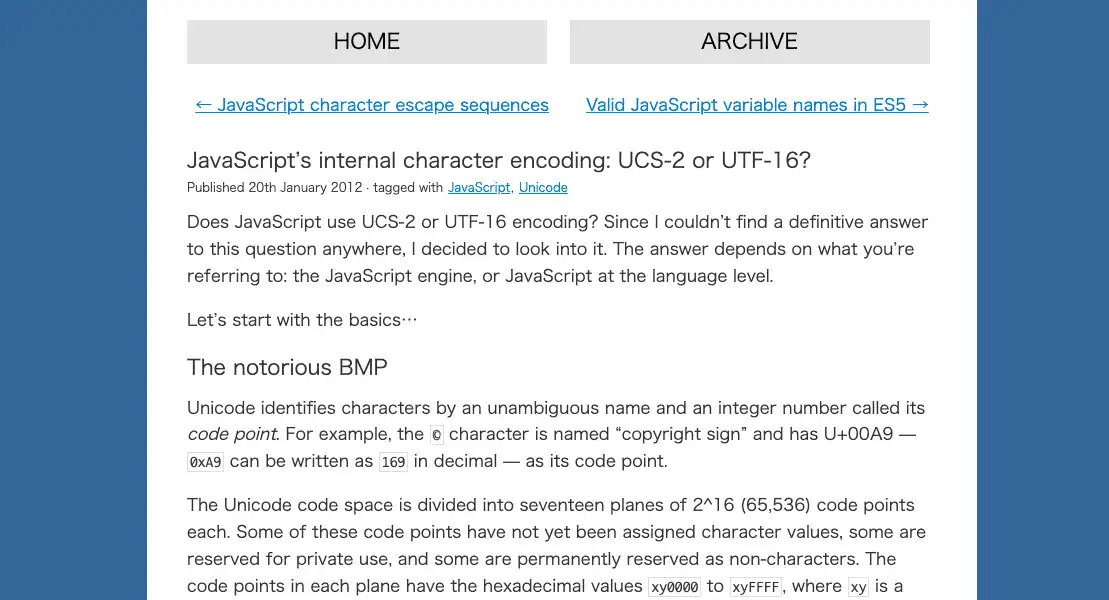 HOME
ARCHIVE
← JavaScript character escape sequences
Valid JavaScript variable names in ES5 →
JavaScript’s internal character encoding: UCS-2 or UTF-16?
Published 20th January 2012 · tagged with JavaScript, Unicode
Does JavaScript use UCS-2 or UTF-16 encoding? Since I couldn’t find a definitive answer
to this question anywhere, I decided to look into it. The answer depends on what you’re
referring to: the JavaScript engine, or JavaScript at the language level.
Let’s start with the basics…
The notorious BMP
Unicode identifies characters by an unambiguous name and an integer number called its
code point. For example, the © character is named “copyright sign” and has U+00A9 —
0xA9 can be written as 169 in decimal — as its code point.
The Unicode code space is divided into seventeen planes of 2^16 (65,536) code points
each. Some of these code points have not yet been assigned character values, some are
reserved for private use, and some are permanently reserved as non-characters. The
code points in each plane have the hexadecimal values xy0000 to xyFFFF, where xy is a